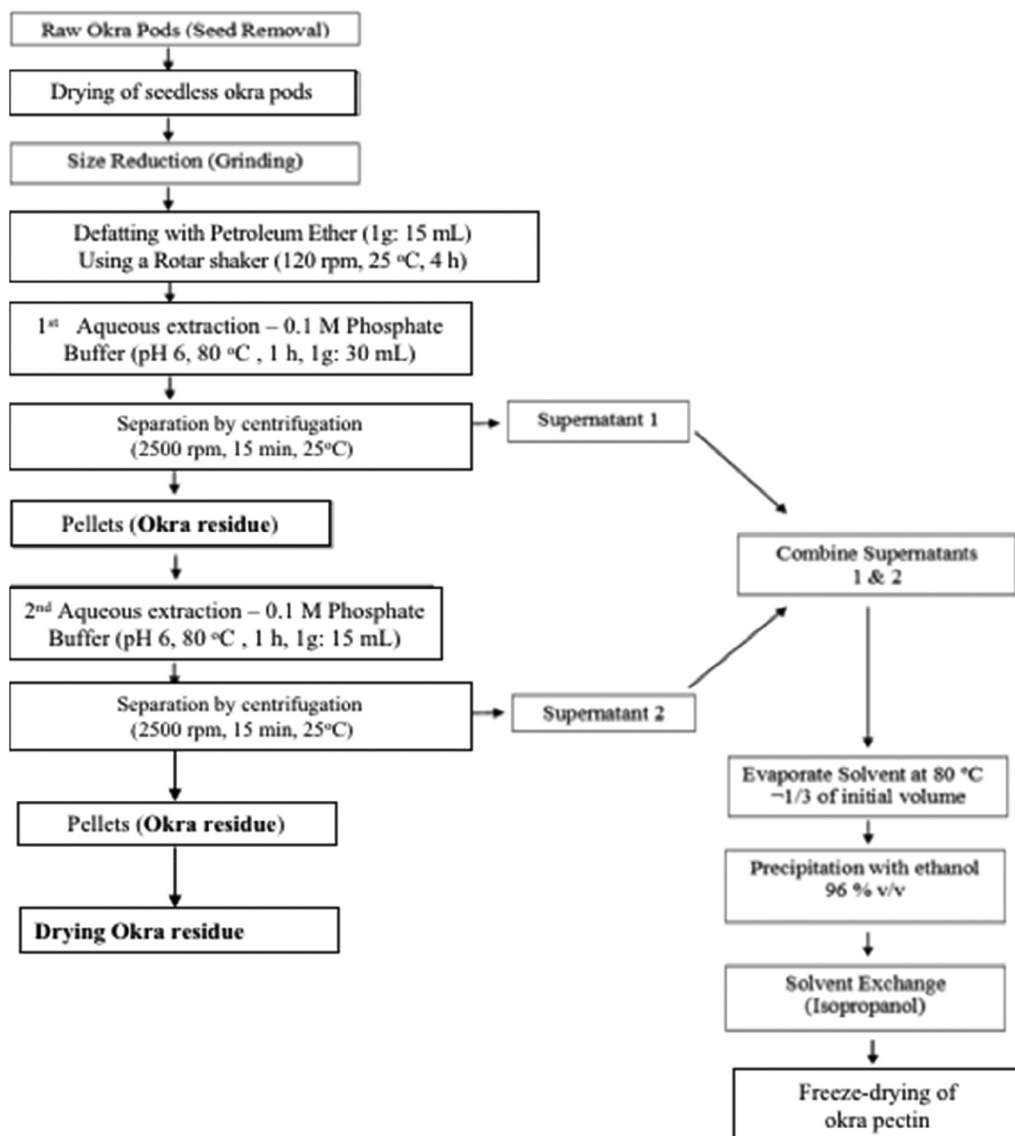 Raw Okra Pods (Seed Removal)
Drying of seedless okra pods
Size Reduction (Grinding)
Defatting with Petroleum Ether (1g: 15 mL)
Using a Rotar shaker (120 rpm, 25 °C, 4 h)
1st Aqueous extraction – 0.1 M Phosphate
Buffer (pH 6, 80 °C , 1 h, 1g: 30 mL)
Separation by centrifugation
(2500 rpm, 15 min, 25°C)
Supernatant 1
Pellets (Okra residue)
Combine Supernatants
1 & 2
2nd Aqueous extraction – 0.1 M Phosphate
Buffer (pH 6, 80 °C , 1 h, 1g: 15 mL)
Separation by centrifugation
(2500 rpm, 15 min, 25°C)
Supernatant 2
Pellets (Okra residue)
Drying Okra residue
Evaporate Solvent at 80 °C
~1/3 of initial volume
Precipitation with ethanol
96 % v/v
Solvent Exchange
(Isopropanol)
Freeze-drying of
okra pectin